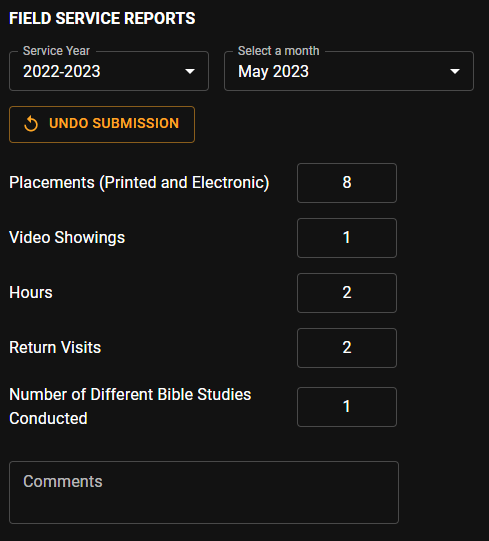 FIELD SERVICE REPORTS
Service Year
2022-2023
Select a month
May 2023
UNDO SUBMISSION
Placements (Printed and Electronic)
8
Video Showings
1
Hours
2
Return Visits
2
Number of Different Bible Studies
Conducted
1
Comments